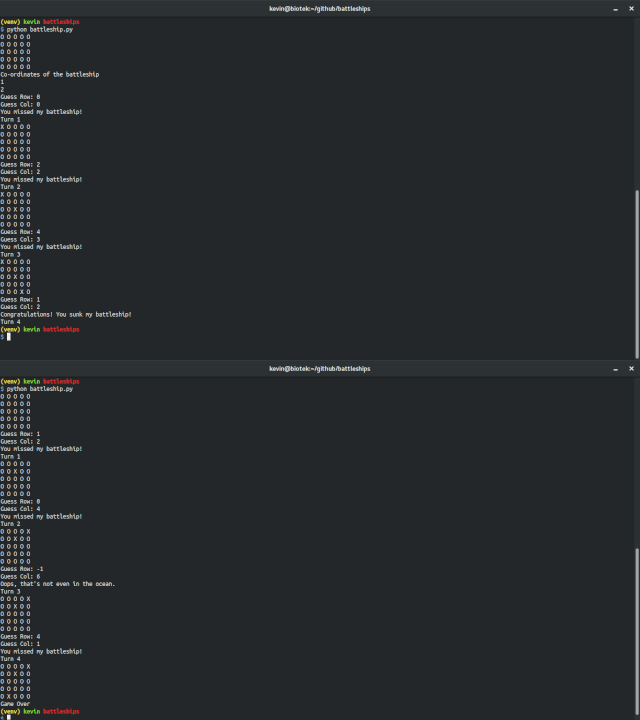 kevin@biotek:~/github/battleships
(venv) kevin battleships
$ python battleship.py
O O O O O
O O O O O
O O O O O
O O O O O
O O O O O
Co-ordinates of the battleship
1
2
Guess Row: 0
Guess Col: 0
You missed my battleship!
Turn 1
X O O O O
O O O O O
O O O O O
O O O O O
O O O O O
Guess Row: 2
Guess Col: 2
You missed my battleship!
Turn 2
X O O O O
O O O O O
O O X O O
O O O O O
O O O O O
Guess Row: 4
Guess Col: 3
You missed my battleship!
Turn 3
X O O O O
O O O O O
O O X O O
O O O O O
O O O X O
Guess Row: 1
Guess Col: 2
Congratulations! You sunk my battleship!
Turn 4
(venv) kevin battleships
$
kevin@biotek:~/github/battleships
(venv) kevin battleships
$ python battleship.py
O O O O O
O O O O O
O O O O O
O O O O O
O O O O O
Guess Row: 1
Guess Col: 2
You missed my battleship!
Turn 1
O O O O O
O O X O O
O O O O O
O O O O O
O O O O O
Guess Row: 0
Guess Col: 4
You missed my battleship!
Turn 2
O O O O X
O O X O O
O O O O O
O O O O O
O O O O O
Guess Row: -1
Guess Col: 6
Oops, that's not even in the ocean.
Turn 3
O O O O X
O O X O O
O O O O O
O O O O O
O O O O O
Guess Row: 4
Guess Col: 1
You missed my battleship!
Turn 4
O O O O X
O O X O O
O O O O O
O O O O O
O X O O O
Game Over
(venv) kevin battleships
$